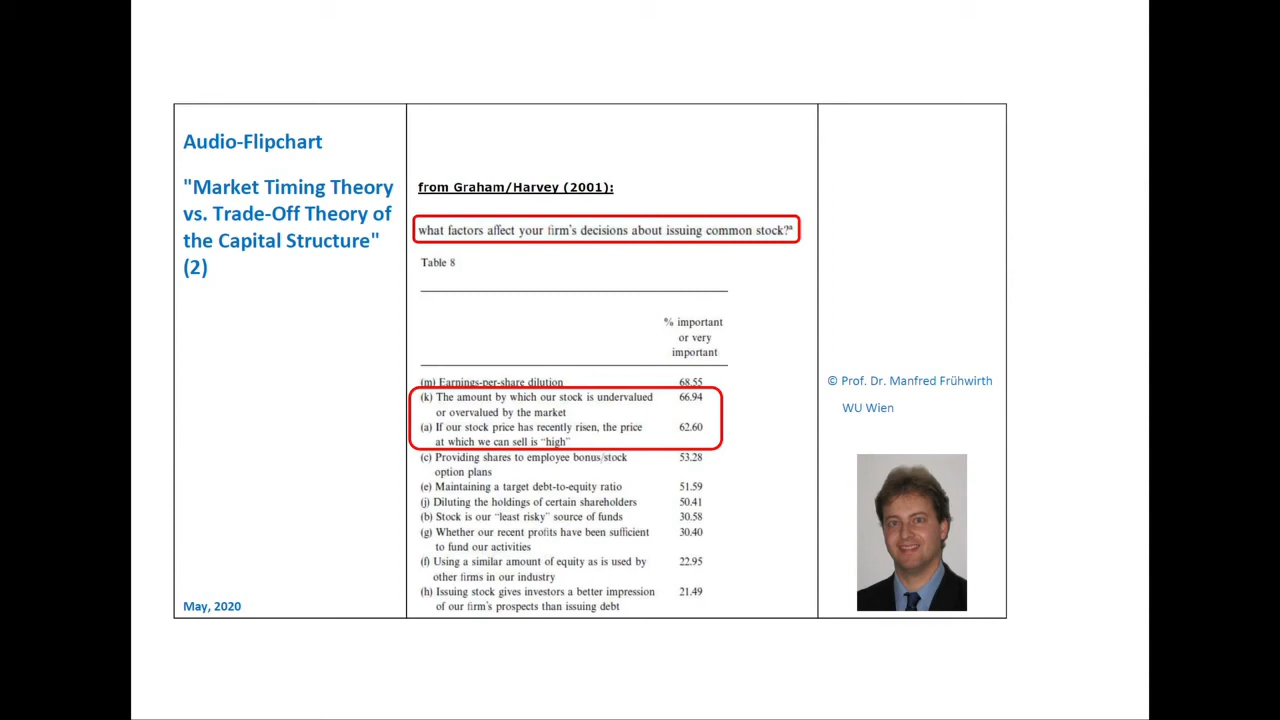 Audio-Flipchart
"Market Timing Theory
vs. Trade-Off Theory of
the Capital Structure"
(2)
May, 2020
from Graham/Harvey (2001):
what factors affect your firm's decisions about issuing common stock?ª
Table 8
% important
or very
important
(m) Earnings-per-share dilution 68.55
(k) The amount by which our stock is undervalued 66.94
or overvalued by the market
(a) If our stock price has recently risen, the price 62.60
at which we can sell is "high"
(c) Providing shares to employee bonus/stock 53.28
option plans
(e) Maintaining a target debt-to-equity ratio 51.59
(j) Diluting the holdings of certain shareholders 50.41
(b) Stock is our "least risky" source of funds 30.58
(g) Whether our recent profits have been sufficient 30.40
to fund our activities
(f) Using a similar amount of equity as is used by 22.95
other firms in our industry
(h) Issuing stock gives investors a better impression 21.49
of our firm's prospects than issuing debt
© Prof. Dr. Manfred Frühwirth
WU Wien